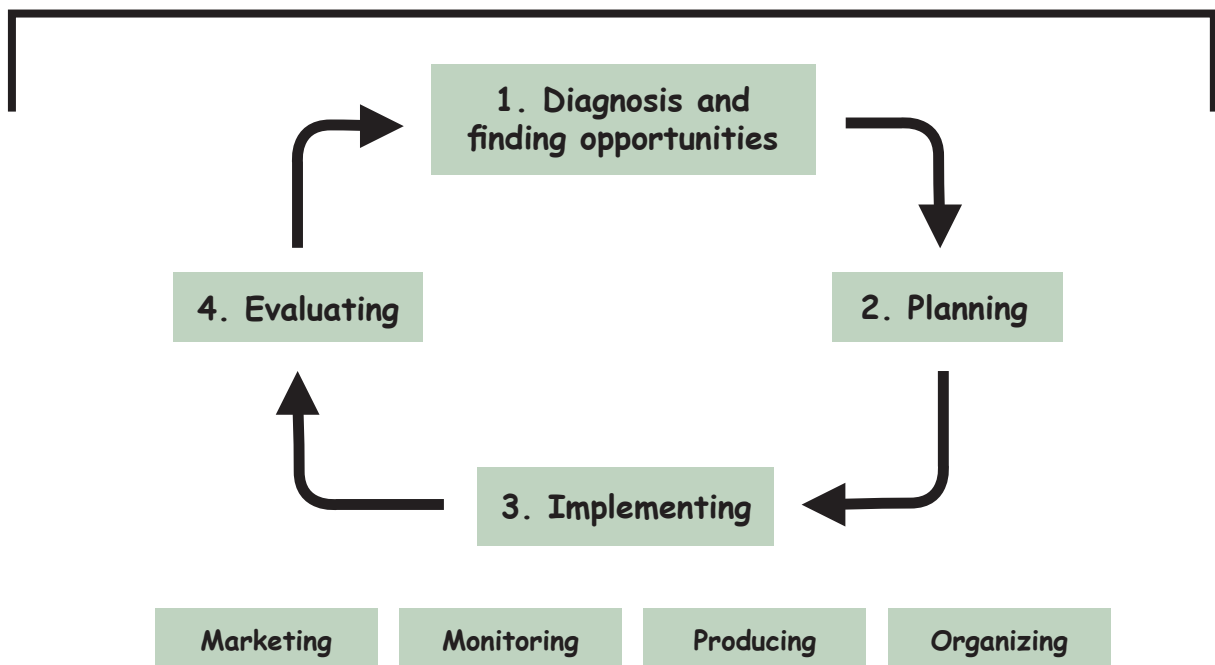 1. Diagnosis and
finding opportunities
4. Evaluating
2. Planning
3. Implementing
Marketing
Monitoring
Producing
Organizing